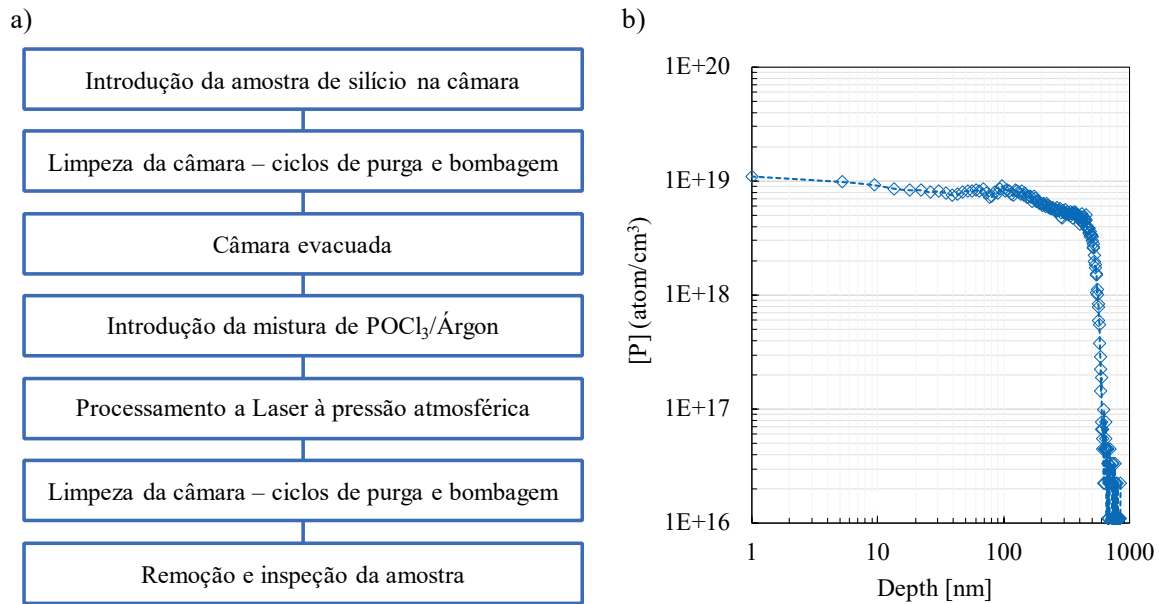 a)
Introdução da amostra de silício na câmara
Limpeza da câmara – ciclos de purga e bombagem
Câmara evacuada
Introdução da mistura de POCl₃/Árgon
Processamento a Laser à pressão atmosférica
Limpeza da câmara – ciclos de purga e bombagem
Remoção e inspeção da amostra
b)
[P] (atom/cm³)
1E+20
1E+19
1E+18
1E+17
1E+16
1
10
100
1000
Depth [nm]